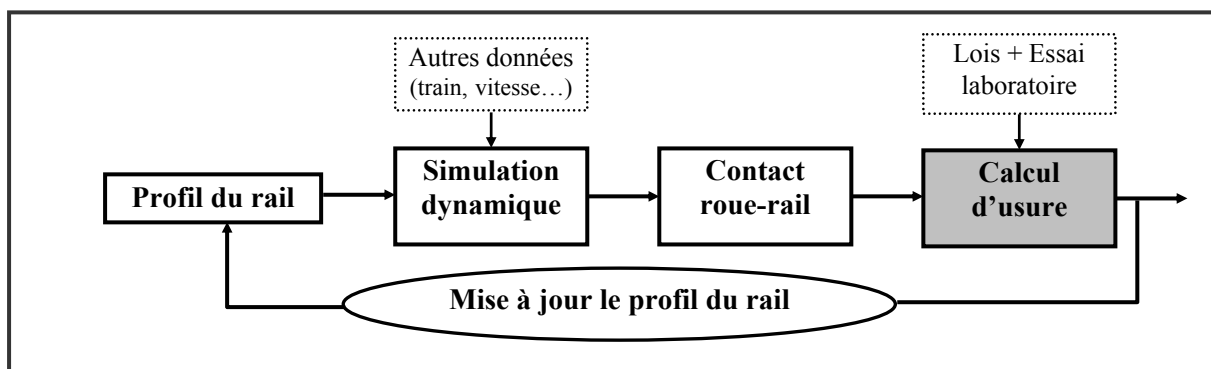 Autres données
(train, vitesse…)
Lois + Essai
laboratoire
Profil du rail
Simulation
dynamique
Contact
roue-rail
Calcul
d’usure
Mise à jour le profil du rail